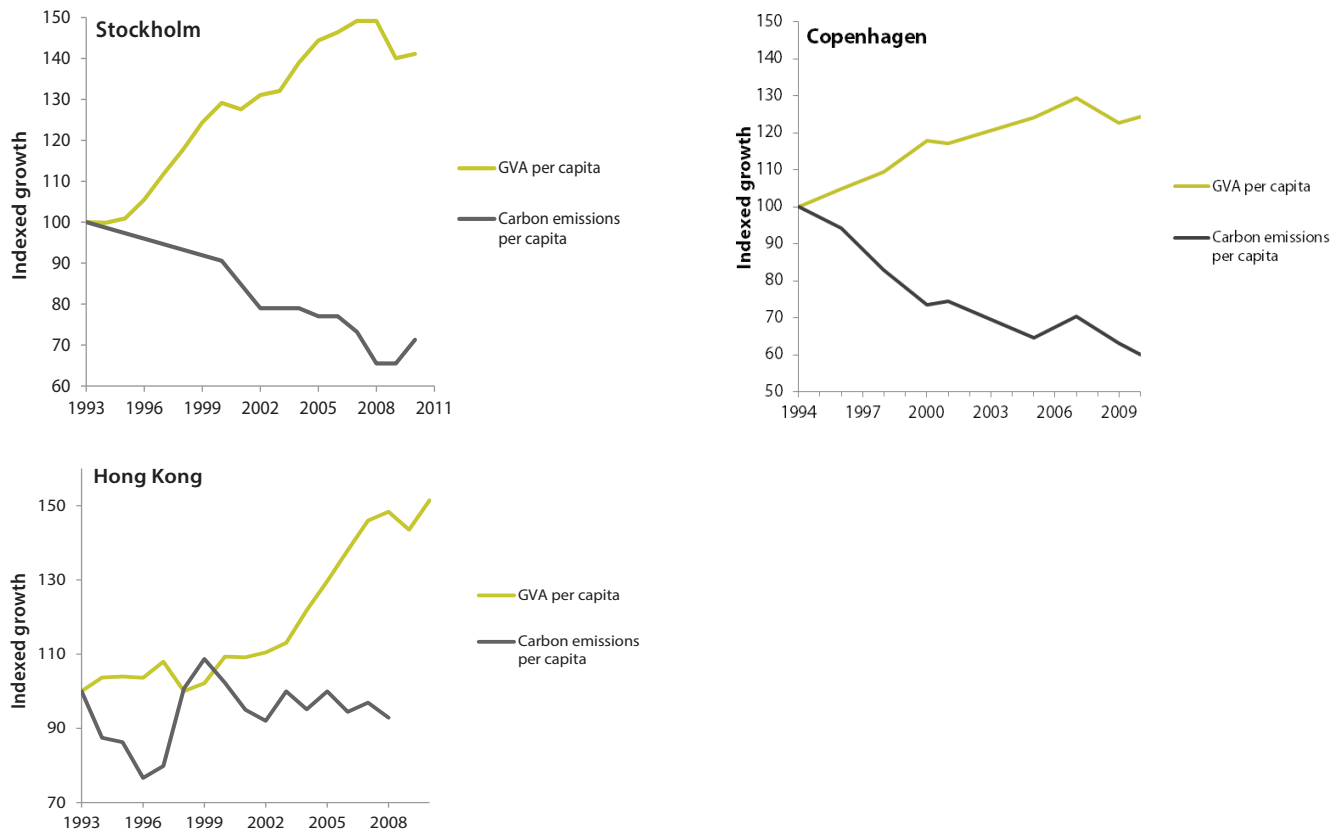 Stockholm
Indexed growth
150
140
130
120
110
100
90
80
70
60
1993 1996 1999 2002 2005 2008 2011
GVA per capita
Carbon emissions
per capita
Copenhagen
Indexed growth
150
140
130
120
110
100
90
80
70
60
50
1994 1997 2000 2003 2006 2009
GVA per capita
Carbon emissions
per capita
Hong Kong
Indexed growth
150
130
110
90
70
1993 1996 1999 2002 2005 2008
GVA per capita
Carbon emissions
per capita